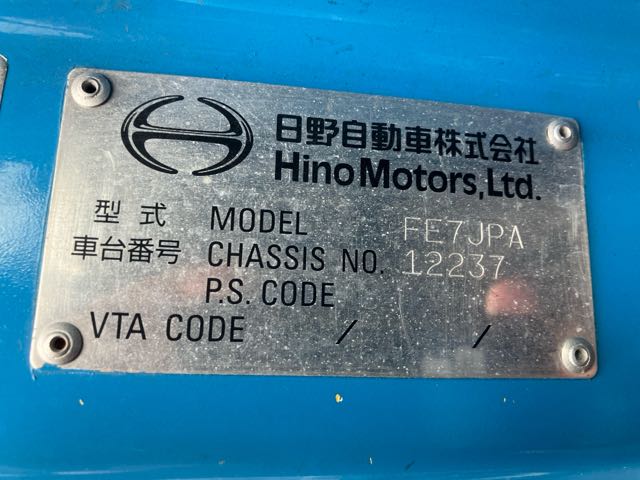 日野自動車株式会社
Hino Motors, Ltd.
型式 MODEL FE7JPA
車台番号 CHASSIS NO. 12237
P.S. CODE
VTA CODE / /